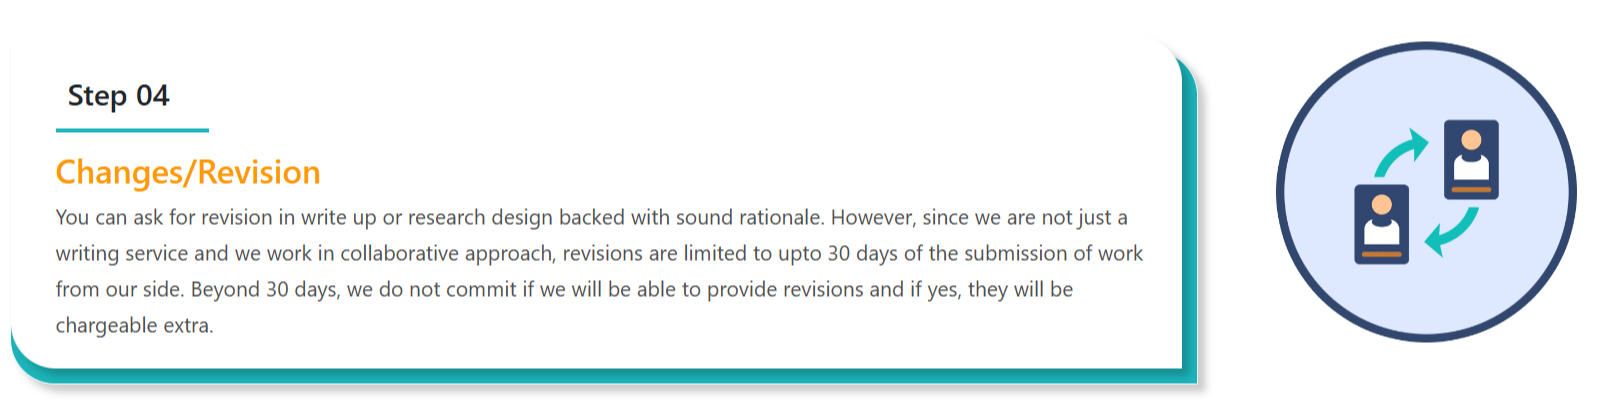 Step 04
Changes/Revision
You can ask for revision in write up or research design backed with sound rationale. However, since we are not just a
writing service and we work in collaborative approach, revisions are limited to upto 30 days of the submission of work
from our side. Beyond 30 days, we do not commit if we will be able to provide revisions and if yes, they will be
chargeable extra.